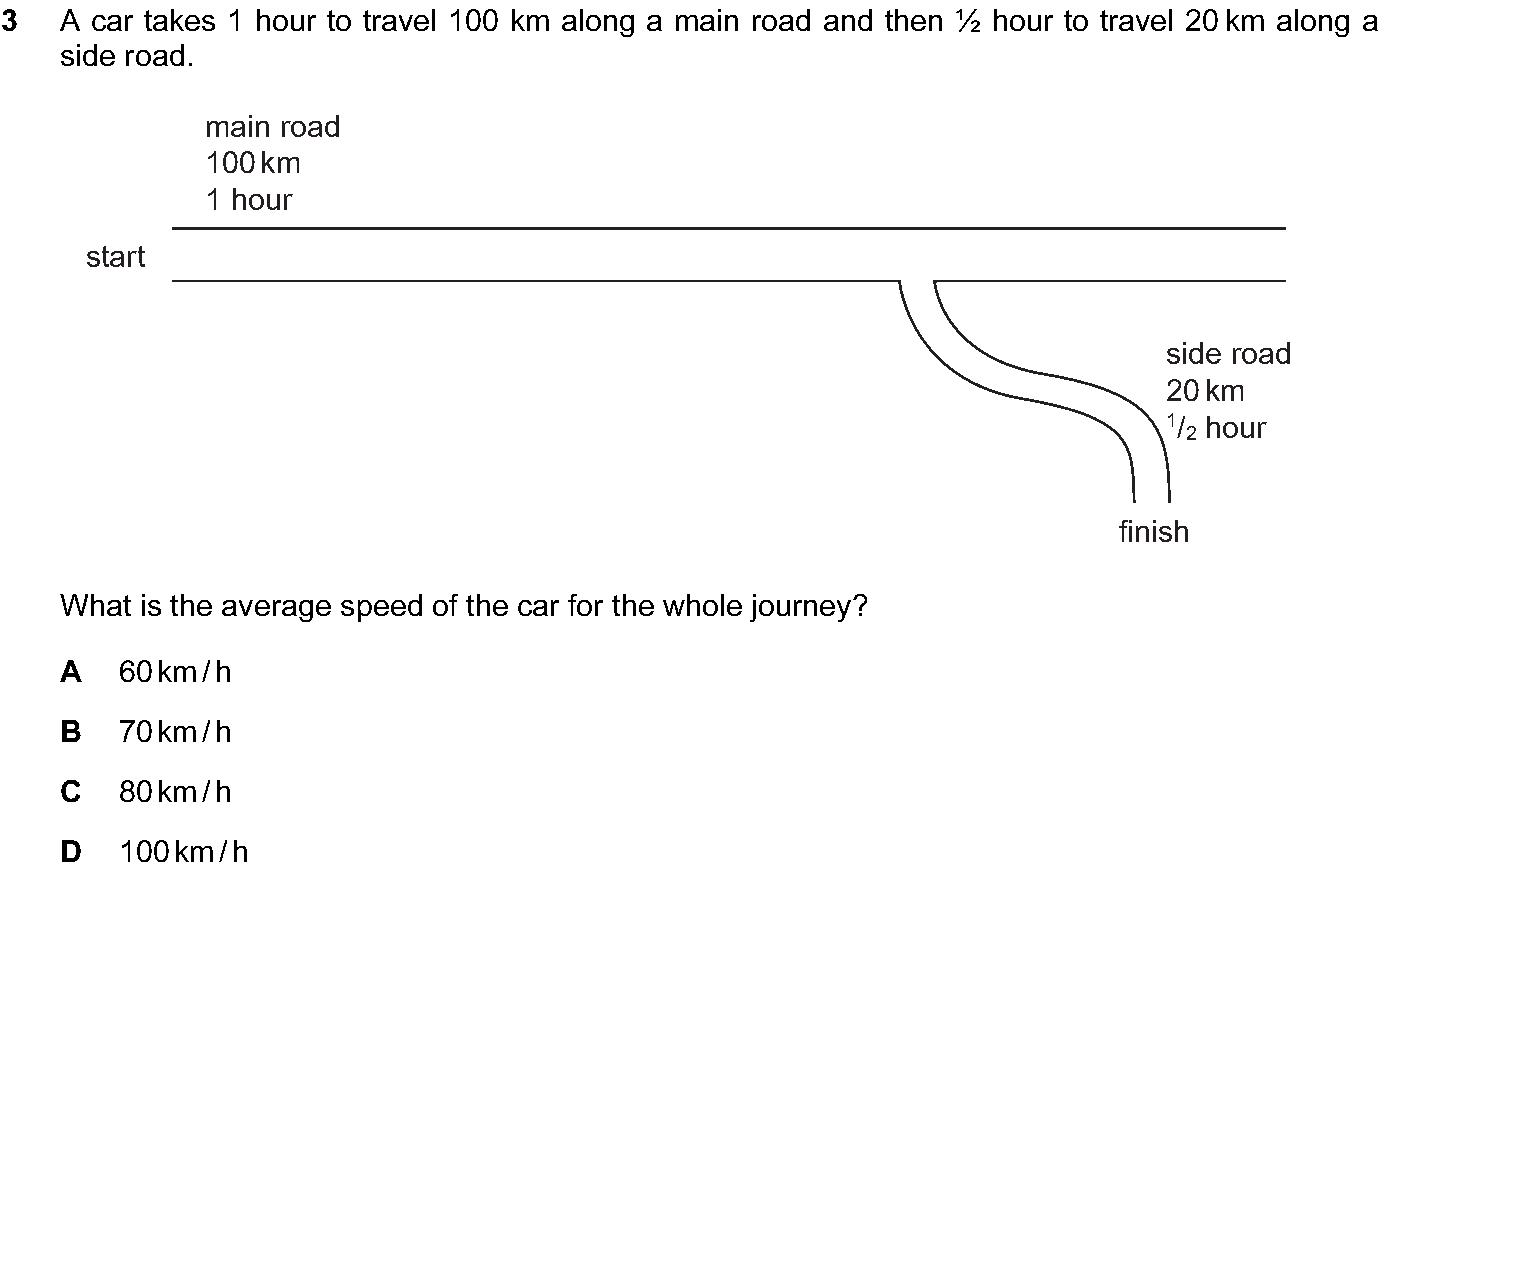 3 A car takes 1 hour to travel 100 km along a main road and then ½ hour to travel 20 km along a
side road.
main road
100 km
1 hour
start
side road
20 km
1/2 hour
finish
What is the average speed of the car for the whole journey?
A 60 km / h
B 70 km / h
C 80 km / h
D 100 km / h